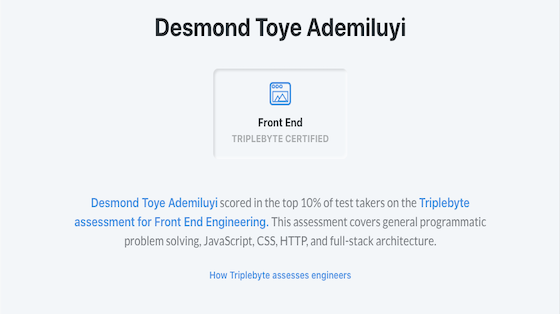 Desmond Toye Ademiluyi
Front End
TRIPLEBYTE CERTIFIED
Desmond Toye Ademiluyi scored in the top 10% of test takers on the Triplebyte
assessment for Front End Engineering. This assessment covers general programmatic
problem solving, JavaScript, CSS, HTTP, and full-stack architecture.
How Triplebyte assesses engineers